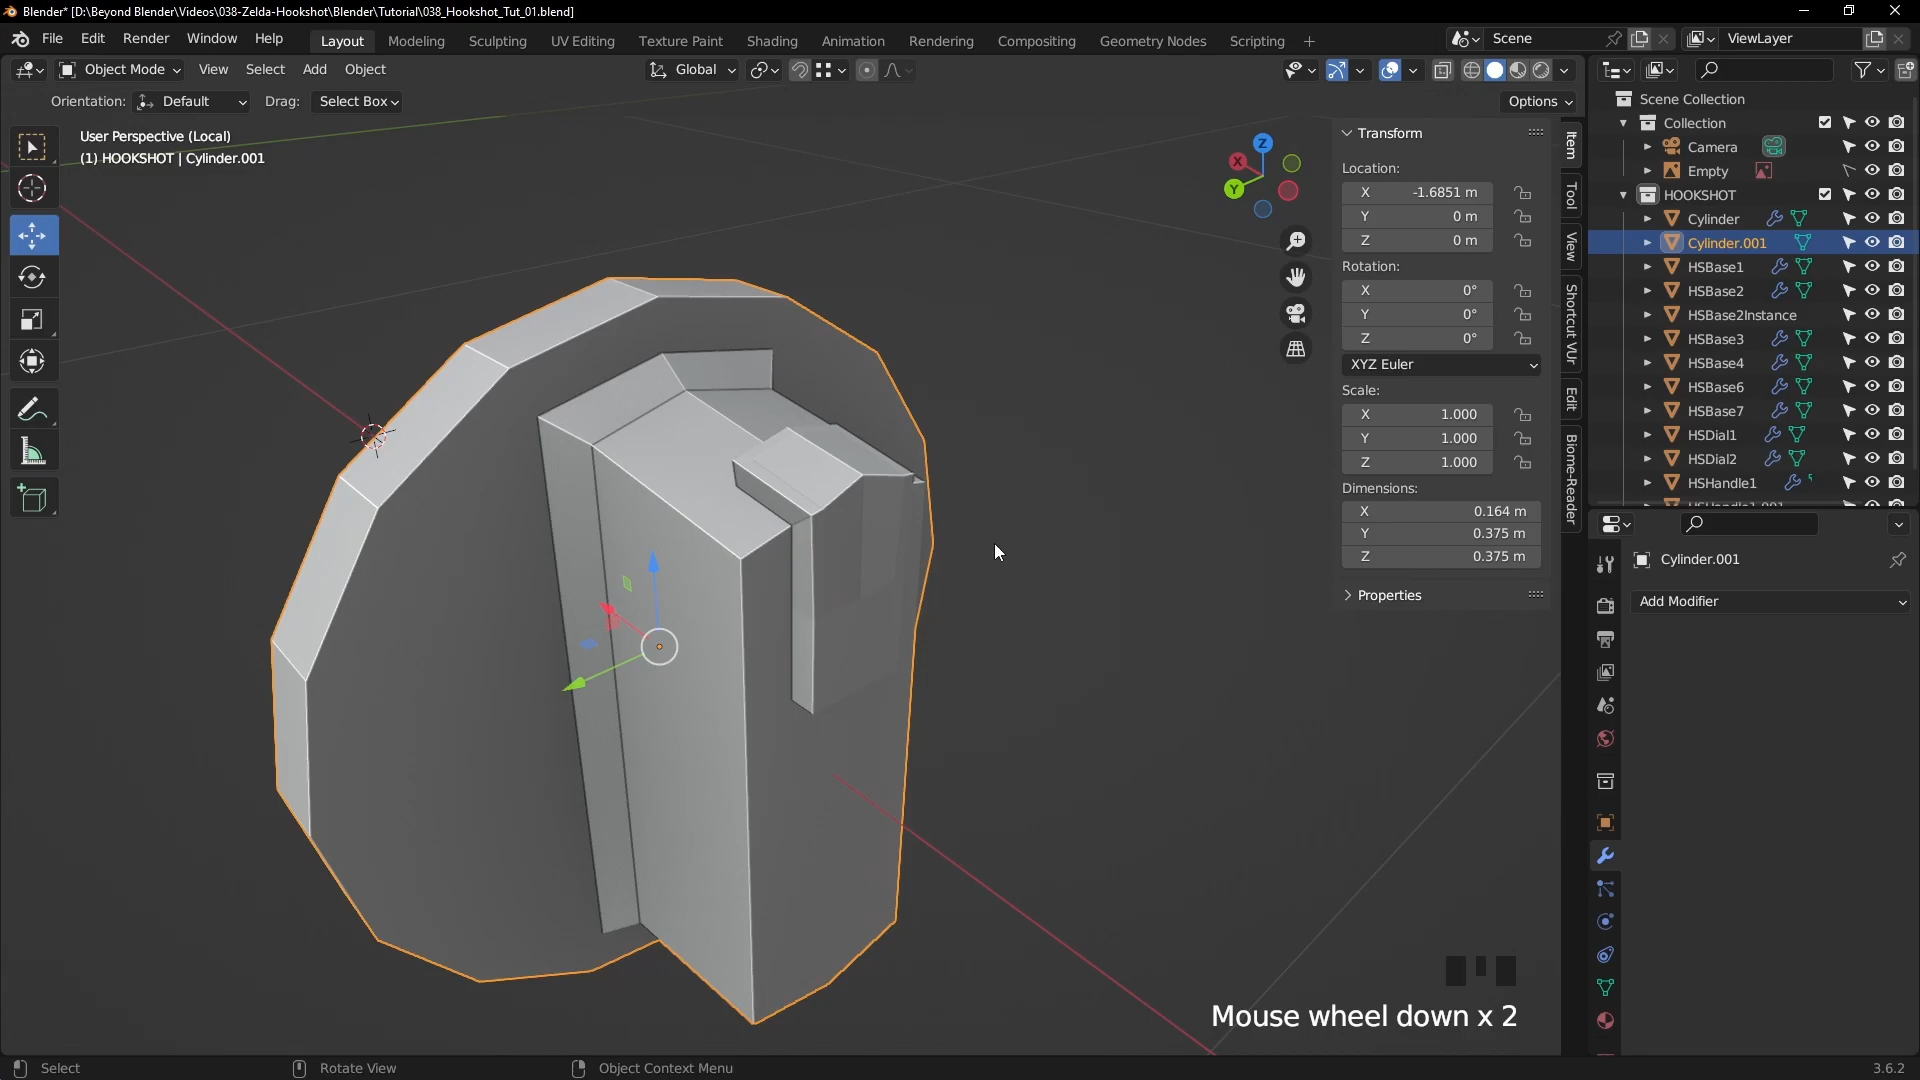 Blender* [D:\Beyond Blender\Videos\038-Zelda-Hookshot\Blender\Tutorial\038_Hookshot_Tut_01.blend]
File Edit Render Window Help Layout Modeling Sculpting UV Editing Texture Paint Shading Animation Rendering Compositing Geometry Nodes Scripting + Scene ViewLayer
Object Mode View Select Add Object Global
Orientation: Default Drag: Select Box Options
User Perspective (Local)
(1) HOOKSHOT | Cylinder.001
X
Y
Z
Transform
Location:
X -1.6851 m
Y 0 m
Z 0 m
Rotation:
X 0°
Y 0°
Z 0°
XYZ Euler
Scale:
X 1.000
Y 1.000
Z 1.000
Dimensions:
X 0.164 m
Y 0.375 m
Z 0.375 m
Properties
Item
Tool
View
Shortcut VUr
Edit
Biome-Reader
Scene Collection
Collection
Camera
Empty
HOOKSHOT
Cylinder
Cylinder.001
HSBase1
HSBase2
HSBase2Instance
HSBase3
HSBase4
HSBase6
HSBase7
HSDial1
HSDial2
HSHandle1
Cylinder.001
Add Modifier
Mouse wheel down x 2
Select Rotate View Object Context Menu 3.6.2